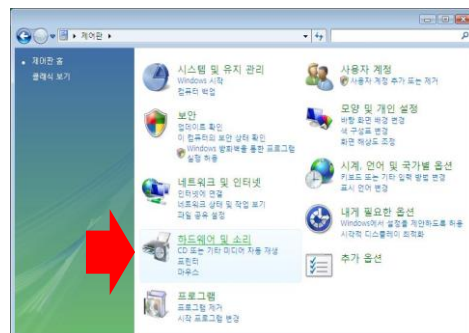 제어판
제어판 홈
클래식 보기
시스템 및 유지 관리
Windows 시작
컴퓨터 백업
보안
업데이트 확인
이 컴퓨터의 보안 상태 확인
Windows 방화벽을 통한 프로그램
실행 허용
네트워크 및 인터넷
인터넷에 연결
네트워크 상태 및 작업 보기
파일 공유 설정
하드웨어 및 소리
CD 또는 기타 미디어 자동 재생
프린터
마우스
프로그램
프로그램 제거
시작 프로그램 변경
사용자 계정
사용자 계정 추가 또는 제거
모양 및 개인 설정
바탕 화면 배경 변경
색 구성표 변경
화면 해상도 조정
시계, 언어 및 국가별 옵션
키보드 또는 기타 입력 방법 변경
표시 언어 변경
내게 필요한 옵션
Windows에서 설정을 제안하도록 허용
시각적 디스플레이 최적화
추가 옵션